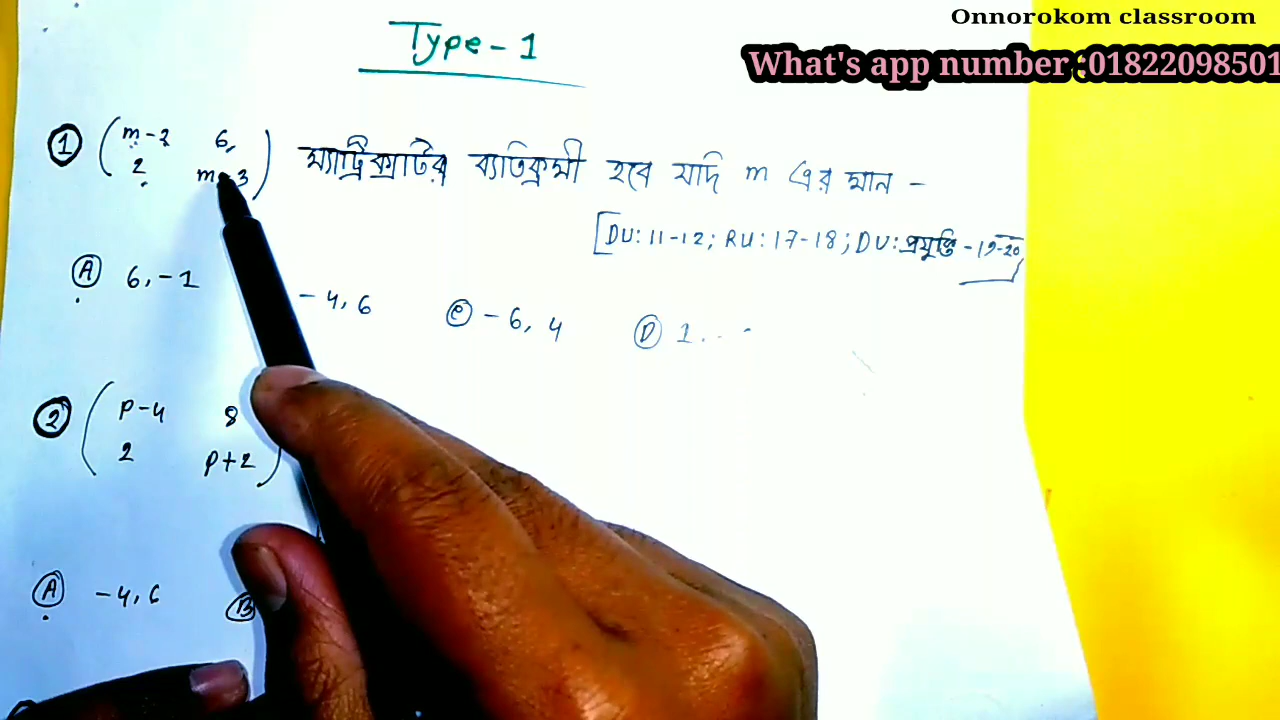 Onnorokom classroom
What's app number :01822098501
Type-1
① (m-2 6,
2 m-3) ম্যাট্রিক্সটির ব্যতিক্রমী হবে যদি m এর মান -
[DU: 11-12; RU: 17-18; DU: প্রযুক্তি - 19-20
Ⓐ 6, -1 -4, 6 Ⓒ -6, 4 Ⓓ 1...
② (P-4 8
2 P+2)
Ⓐ -4, 6 Ⓑ